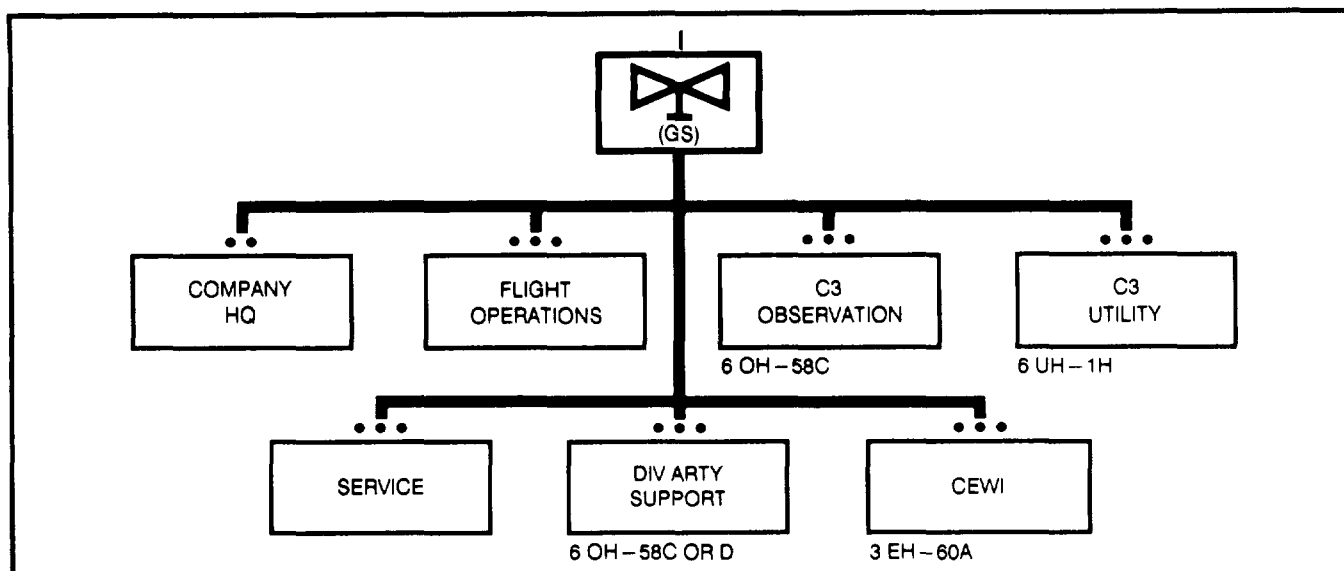 (GS)
COMPANY
HQ
FLIGHT
OPERATIONS
C3
OBSERVATION
6 OH – 58C
C3
UTILITY
6 UH – 1H
SERVICE
DIV ARTY
SUPPORT
6 OH – 58C OR D
CEWI
3 EH – 60A